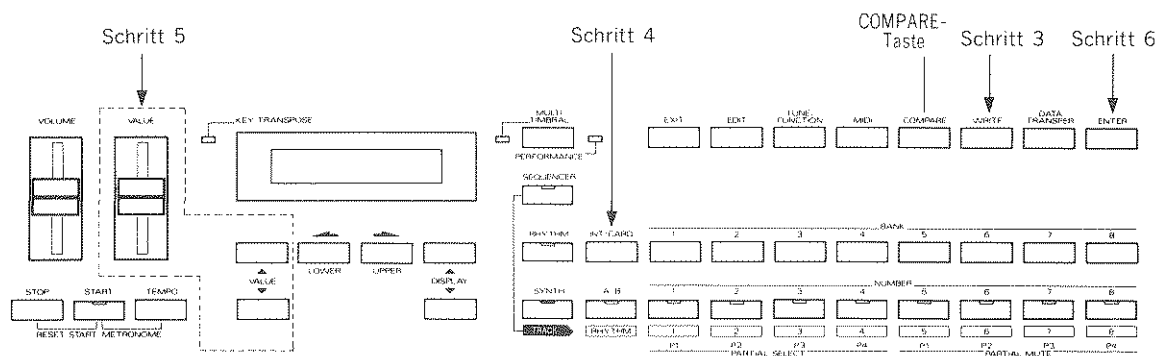 Schritt 5
Schritt 4
COMPARE-
Taste
Schritt 3
Schritt 6
VOLUME
VALUE
KEY TRANSPOSE
MULTI
TIMBRAL
PERFORMANCE
EXIT
EDIT
TUNE
FUNCTION
MIDI
COMPARE
WRITE
DATA
TRANSFER
ENTER
SEQUENCER
RHYTHM
INT/CARD
BANK
1 2 3 4 5 6 7 8
LOWER
UPPER
VALUE
DISPLAY
STOP
START
TEMPO
RESET START METRONOME
SYNTH
A/B
NUMBER
1 2 3 4 5 6 7 8
TRACK
RHYTHM
1 2 3 4 5 6 7 8
P1 P2 P3 P4 P1 P2 P3 P4
PARTIAL SELECT
PARTIAL MUTE